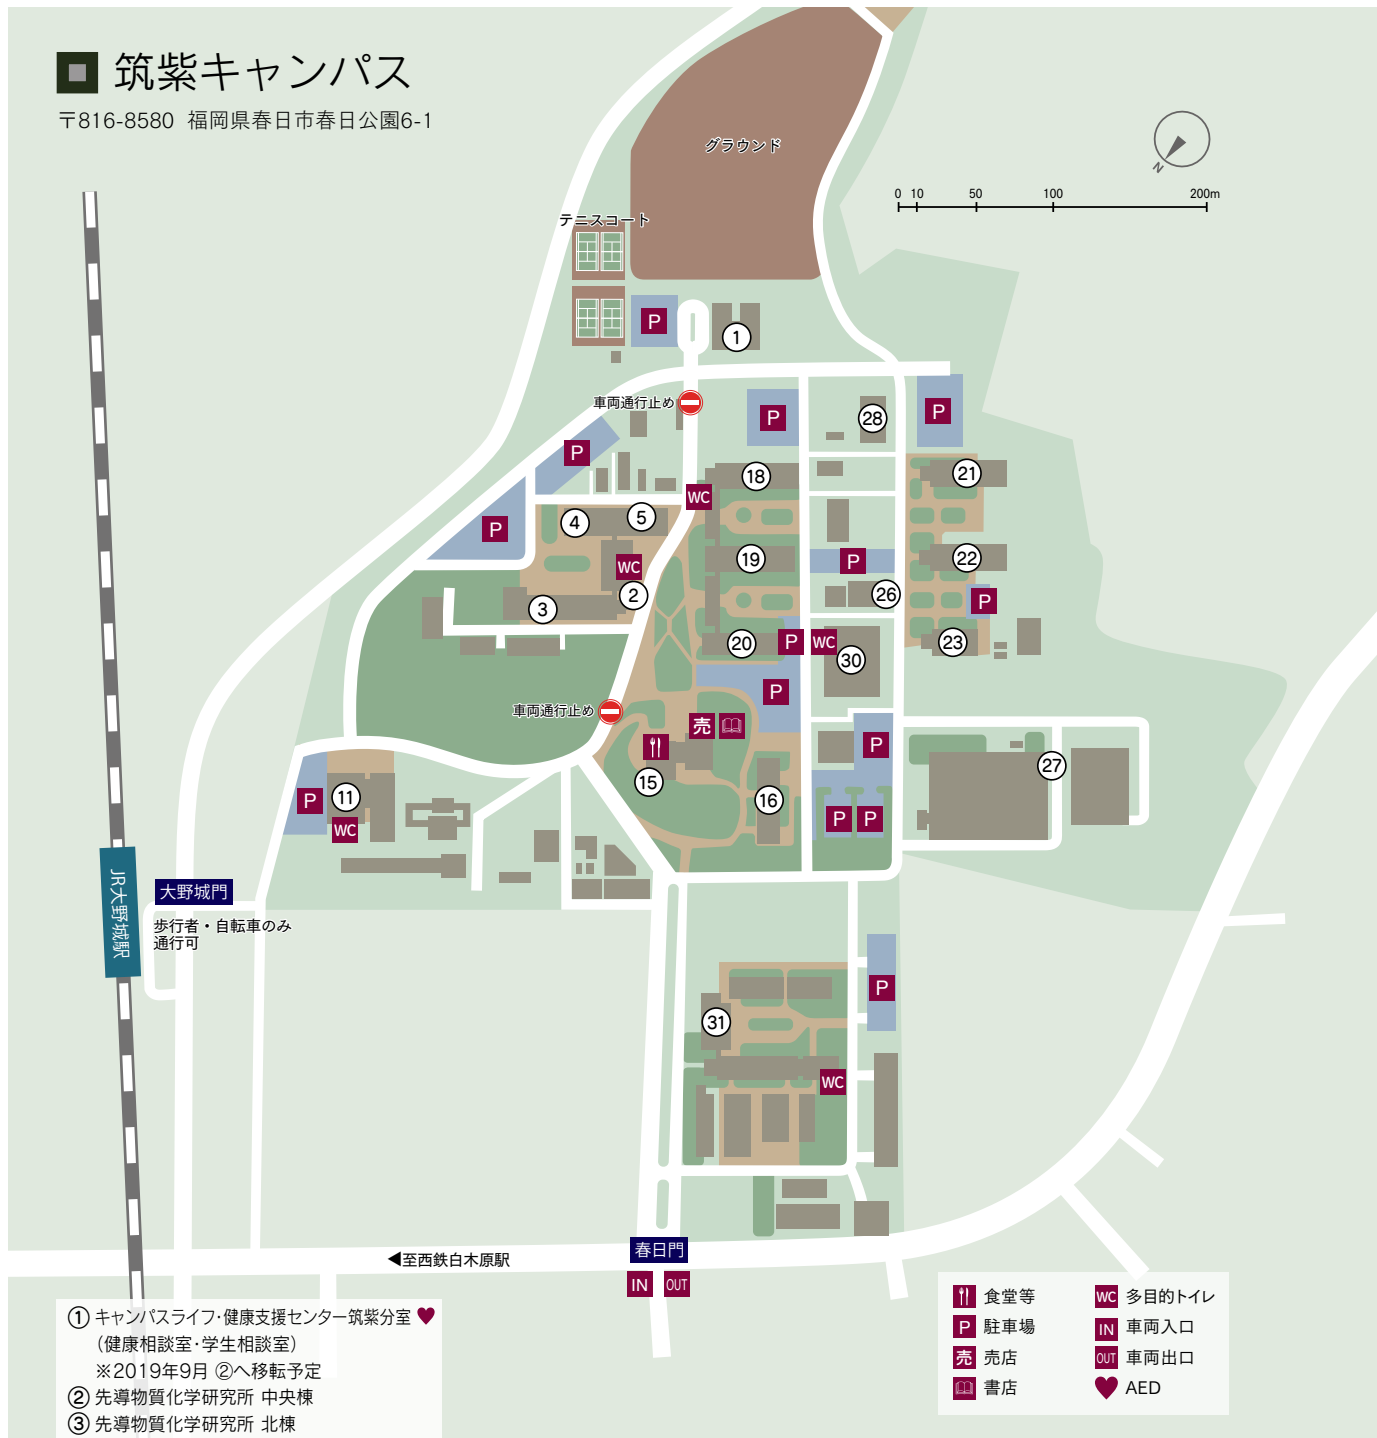 筑紫キャンパス
〒816-8580 福岡県春日市春日公園6-1
グラウンド
N
0 10 50 100 200m
テニスコート
P
1
車両通行止め
P
28
P
P
18
21
WC
4
5
P
19
P
22
WC
2
26
P
3
20
P
WC
30
23
P
車両通行止め
売
P
27
15
16
P
11
WC
P
P
JR大野城駅
大野城門
歩行者・自転車のみ
通行可
P
31
WC
春日門
◀至西鉄白木原駅
IN
OUT
① キャンパスライフ・健康支援センター筑紫分室 ♥
（健康相談室・学生相談室）
※2019年9月 ②へ移転予定
② 先導物質化学研究所 中央棟
③ 先導物質化学研究所 北棟
食堂等
P 駐車場
売 売店
書店
WC 多目的トイレ
IN 車両入口
OUT 車両出口
♥ AED